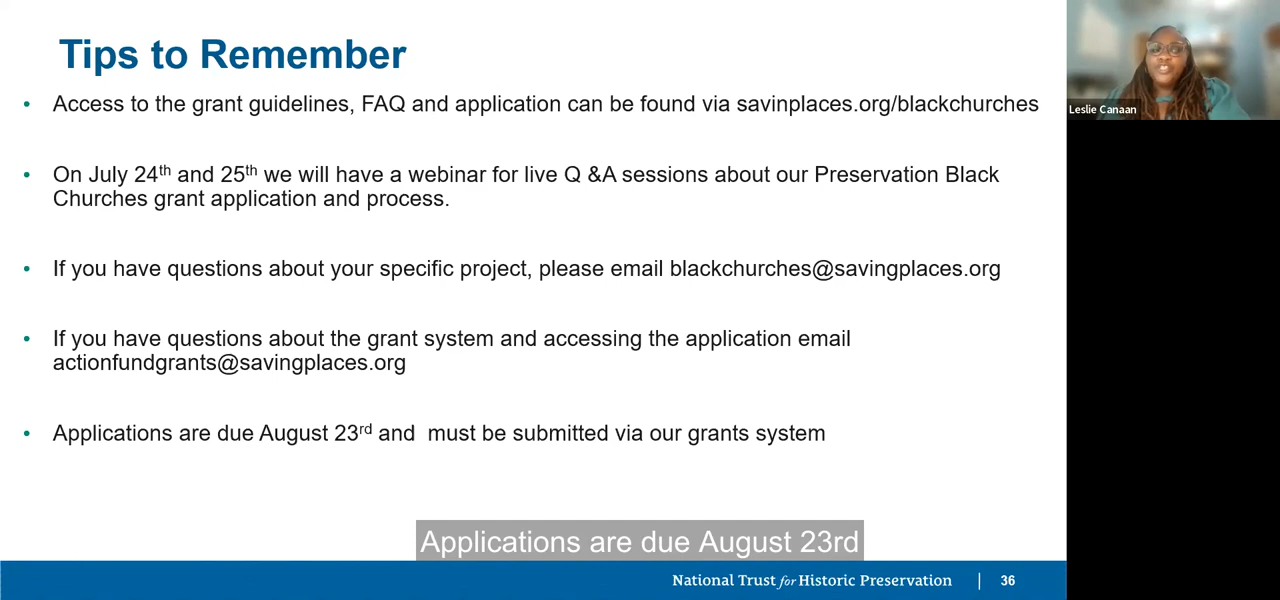 Tips to Remember
• Access to the grant guidelines, FAQ and application can be found via savinplaces.org/blackchurches
• On July 24th and 25th we will have a webinar for live Q &A sessions about our Preservation Black
Churches grant application and process.
• If you have questions about your specific project, please email blackchurches@savingplaces.org
• If you have questions about the grant system and accessing the application email
actionfundgrants@savingplaces.org
• Applications are due August 23rd and  must be submitted via our grants system
Applications are due August 23rd
National Trust for Historic Preservation | 36
Leslie Canaan